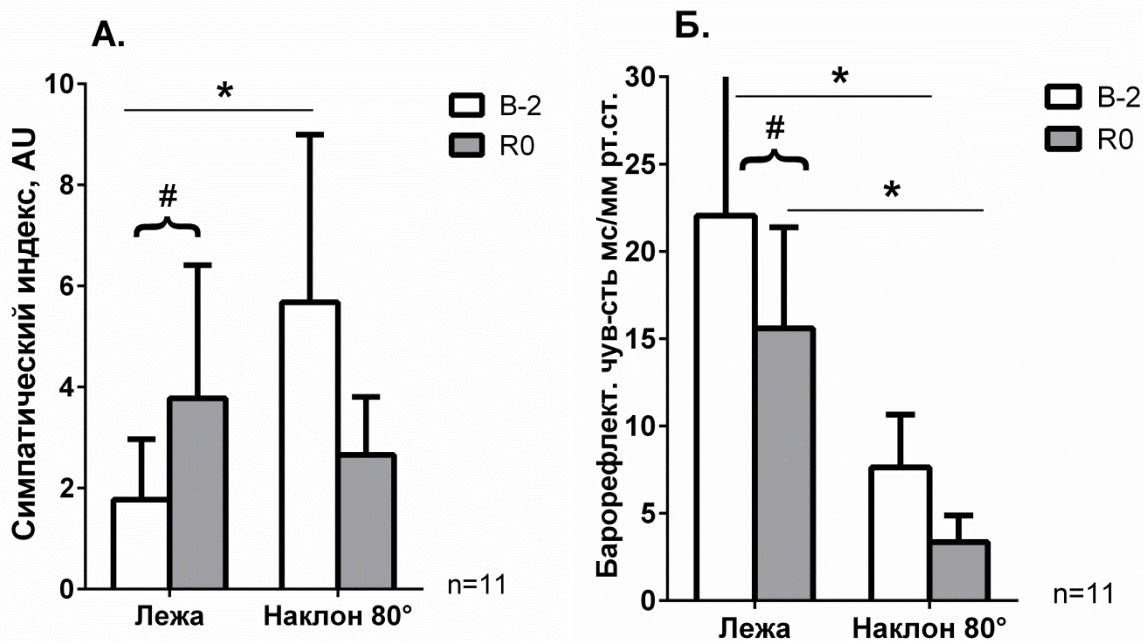 А.
*
#
B-2
R0
Симпатический индекс, AU
10
8
6
4
2
0
Лежа
Наклон 80°
n=11
Б.
*
#
*
B-2
R0
Барорефлект. чув-сть мс/мм рт.ст.
30
25
20
15
10
5
0
Лежа
Наклон 80°
n=11